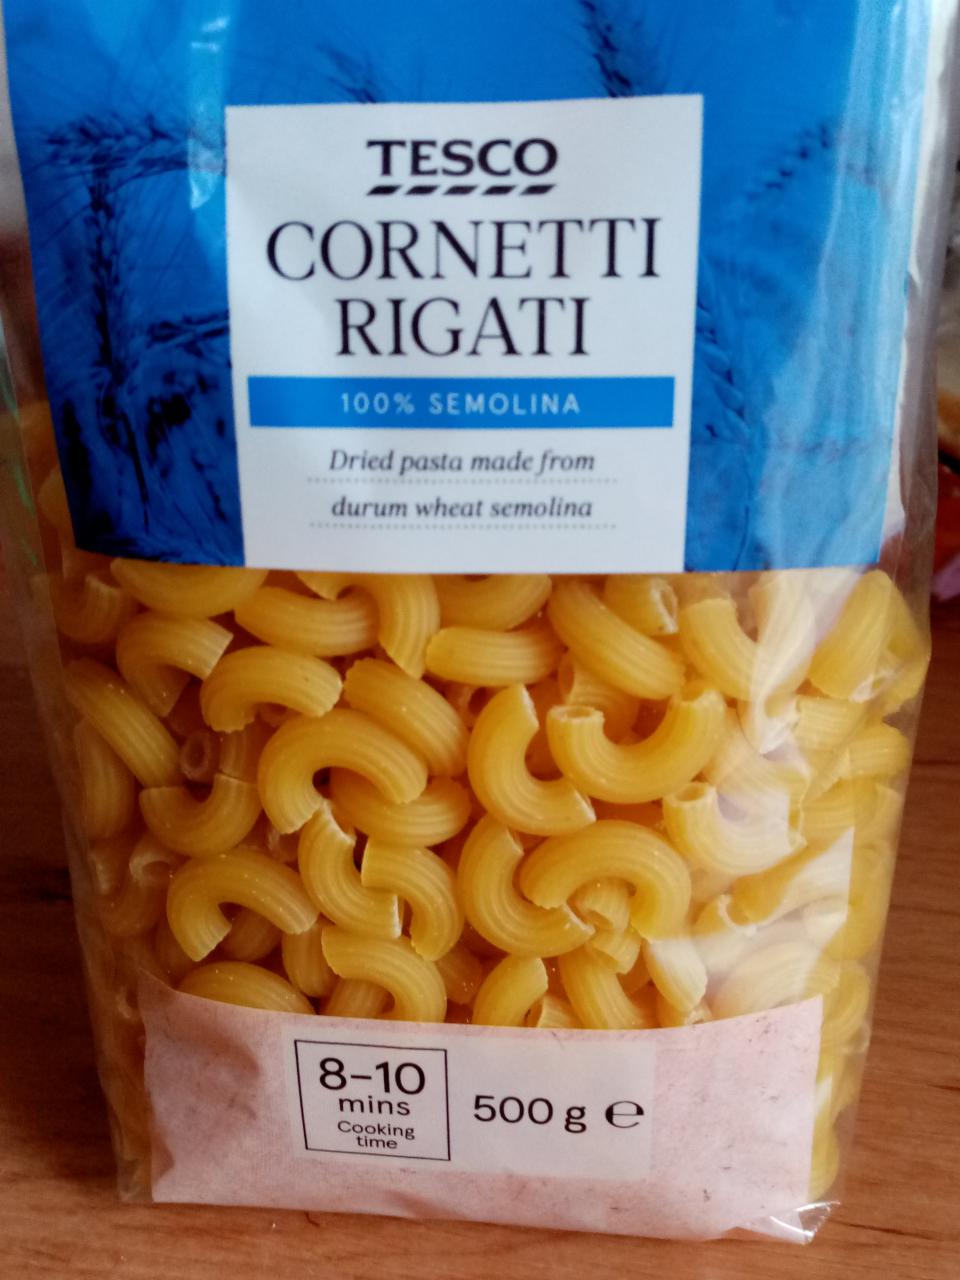 TESCO
CORNETTI
RIGATI
100% SEMOLINA
Dried pasta made from
durum wheat semolina
8-10
mins
Cooking
time
500 g ℮